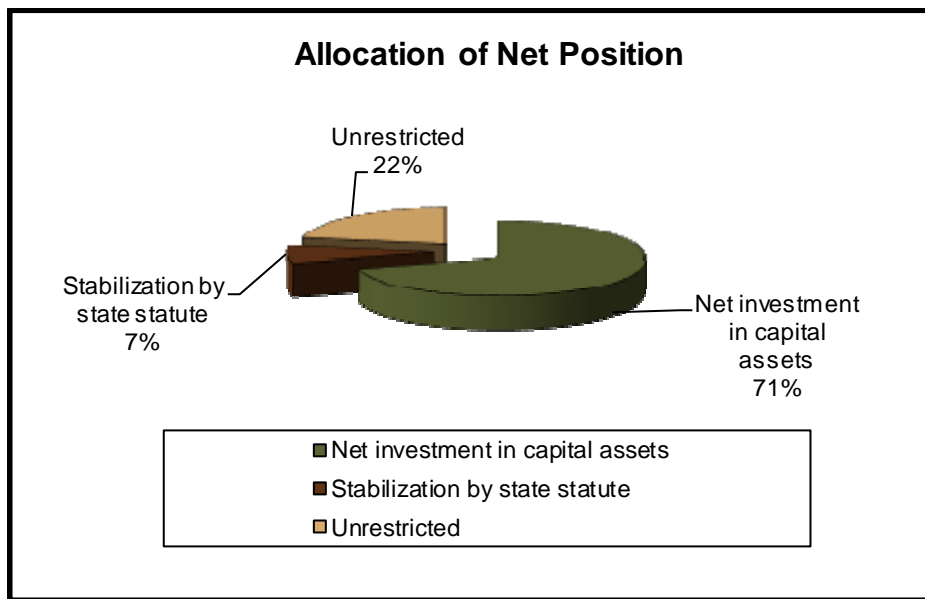 Allocation of Net Position
Unrestricted
22%
Stabilization by
state statute
7%
Net investment
in capital
assets
71%
Net investment in capital assets
Stabilization by state statute
Unrestricted